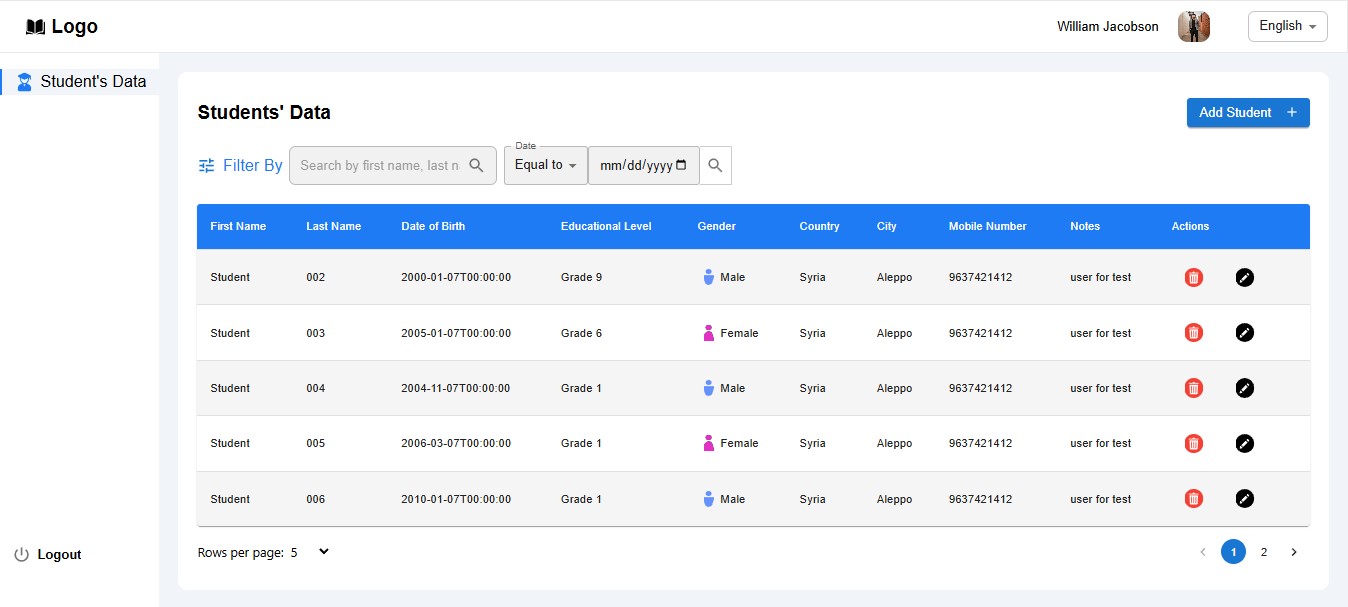 Logo
William Jacobson
English
Student's Data
Students' Data
Add Student +
Filter By
Search by first name, last n
Date
Equal to
mm/dd/yyyy
First Name Last Name Date of Birth Educational Level Gender Country City Mobile Number Notes Actions
Student 002 2000-01-07T00:00:00 Grade 9 Male Syria Aleppo 9637421412 user for test
Student 003 2005-01-07T00:00:00 Grade 6 Female Syria Aleppo 9637421412 user for test
Student 004 2004-11-07T00:00:00 Grade 1 Male Syria Aleppo 9637421412 user for test
Student 005 2006-03-07T00:00:00 Grade 1 Female Syria Aleppo 9637421412 user for test
Student 006 2010-01-07T00:00:00 Grade 1 Male Syria Aleppo 9637421412 user for test
Rows per page: 5
1 2
Logout